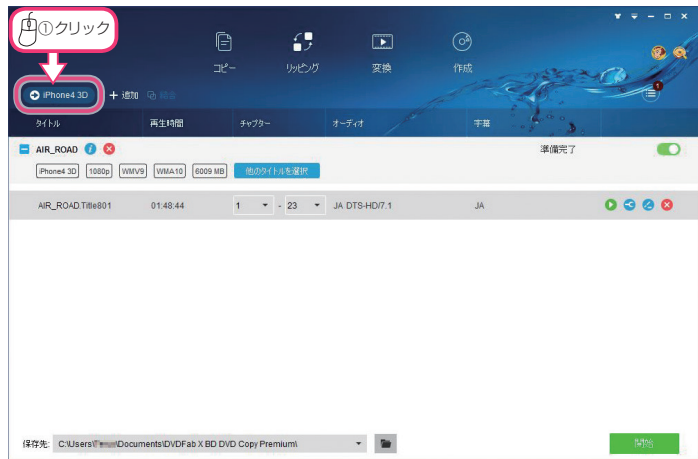 ①クリック
コピー
リッピング
変換
作成
iPhone4 3D
追加
結合
1
タイトル
再生時間
チャプター
オーディオ
字幕
AIR_ROAD
準備完了
iPhone4 3D
1080p
WMV9
WMA10
6009 MB
他のタイトルを選択
AIR_ROAD.Title801
01:48:44
1 - 23
JA DTS-HD/7.1
JA
保存先: C:\Users\ \Documents\DVDFab X BD DVD Copy Premium\
開始